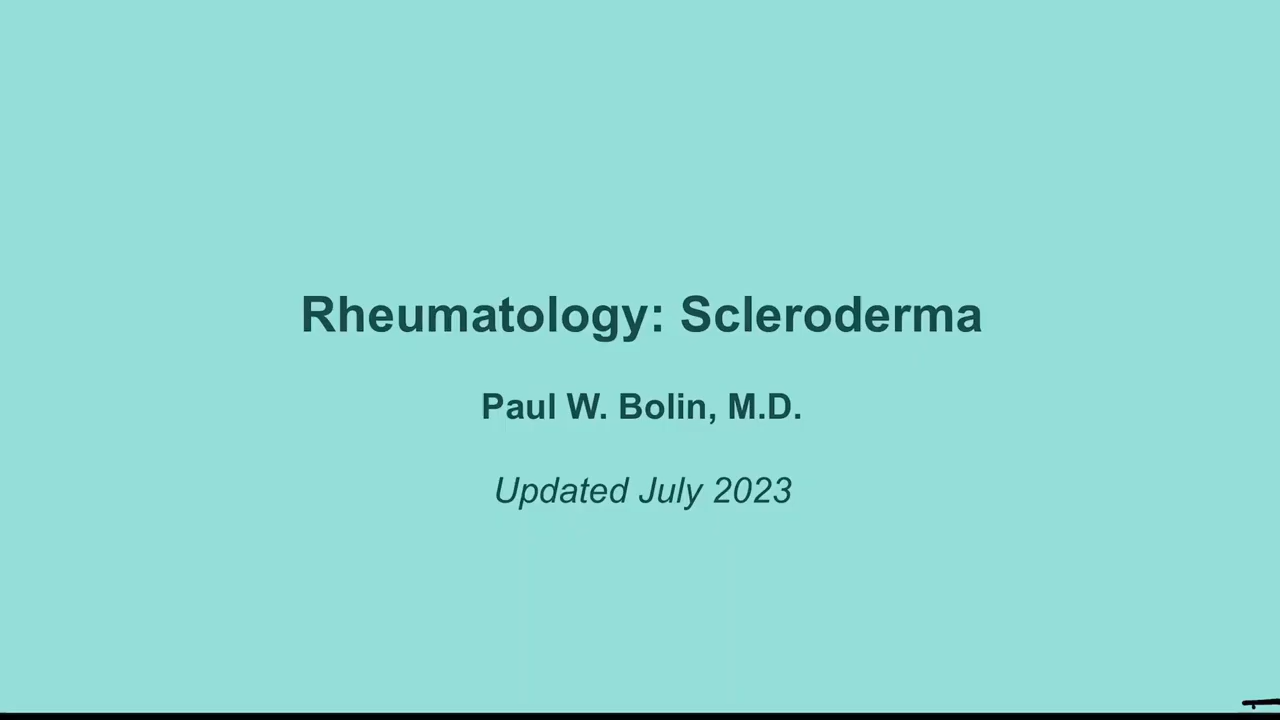 Rheumatology: Scleroderma
Paul W. Bolin, M.D.
Updated July 2023